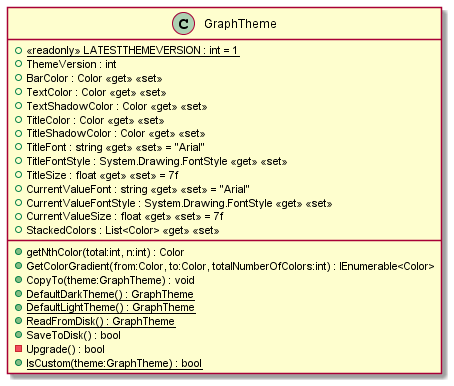 C GraphTheme
«readonly» LATESTTHEMEVERSION : int = 1
ThemeVersion : int
BarColor : Color «get» «set»
TextColor : Color «get» «set»
TextShadowColor : Color «get» «set»
TitleColor : Color «get» «set»
TitleShadowColor : Color «get» «set»
TitleFont : string «get» «set» = "Arial"
TitleFontStyle : System.Drawing.FontStyle «get» «set»
TitleSize : float «get» «set» = 7f
CurrentValueFont : string «get» «set» = "Arial"
CurrentValueFontStyle : System.Drawing.FontStyle «get» «set»
CurrentValueSize : float «get» «set» = 7f
StackedColors : List<Color> «get» «set»
getNthColor(total:int, n:int) : Color
GetColorGradient(from:Color, to:Color, totalNumberOfColors:int) : IEnumerable<Color>
CopyTo(theme:GraphTheme) : void
DefaultDarkTheme() : GraphTheme
DefaultLightTheme() : GraphTheme
ReadFromDisk() : GraphTheme
SaveToDisk() : bool
Upgrade() : bool
IsCustom(theme:GraphTheme) : bool